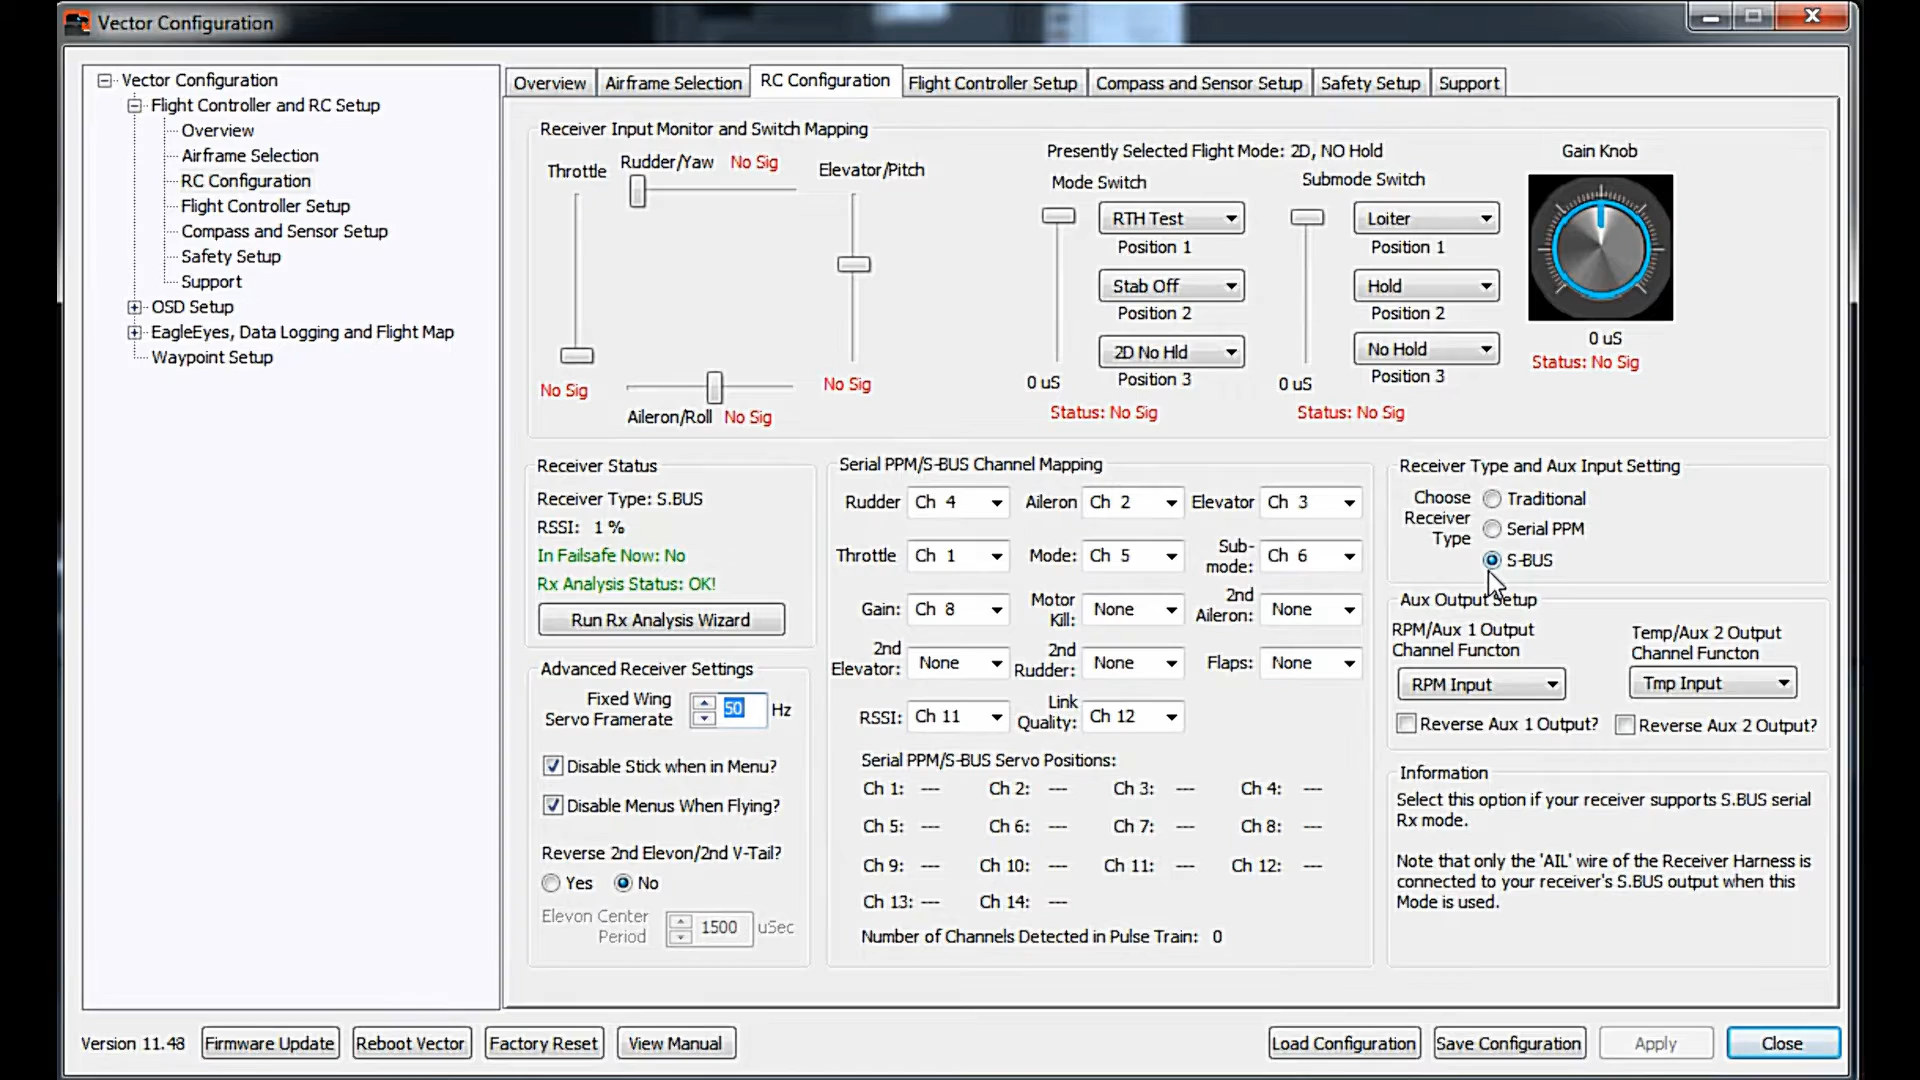 Vector Configuration
Vector Configuration
Flight Controller and RC Setup
Overview
Airframe Selection
RC Configuration
Flight Controller Setup
Compass and Sensor Setup
Safety Setup
Support
OSD Setup
EagleEyes, Data Logging and Flight Map
Waypoint Setup
Overview
Airframe Selection
RC Configuration
Flight Controller Setup
Compass and Sensor Setup
Safety Setup
Support
Receiver Input Monitor and Switch Mapping
Throttle
No Sig
Rudder/Yaw No Sig
Elevator/Pitch
No Sig
Aileron/Roll No Sig
Presently Selected Flight Mode: 2D, NO Hold
Mode Switch
RTH Test
Position 1
Stab Off
Position 2
2D No Hld
Position 3
0 uS
Status: No Sig
Submode Switch
Loiter
Position 1
Hold
Position 2
No Hold
Position 3
0 uS
Status: No Sig
Gain Knob
0 uS
Status: No Sig
Receiver Status
Receiver Type: S.BUS
RSSI: 1 %
In Failsafe Now: No
Rx Analysis Status: OK!
Run Rx Analysis Wizard
Advanced Receiver Settings
Fixed Wing
Servo Framerate
50 Hz
Disable Stick when in Menu?
Disable Menus When Flying?
Reverse 2nd Elevon/2nd V-Tail?
Yes No
Elevon Center
Period
1500 uSec
Serial PPM/S-BUS Channel Mapping
Rudder Ch 4 Aileron Ch 2 Elevator Ch 3
Throttle Ch 1 Mode: Ch 5 Sub-
mode: Ch 6
Gain: Ch 8 Motor
Kill: None 2nd
Aileron: None
2nd
Elevator: None 2nd
Rudder: None Flaps: None
RSSI: Ch 11 Link
Quality: Ch 12
Serial PPM/S-BUS Servo Positions:
Ch 1: --- Ch 2: --- Ch 3: --- Ch 4: ---
Ch 5: --- Ch 6: --- Ch 7: --- Ch 8: ---
Ch 9: --- Ch 10: --- Ch 11: --- Ch 12: ---
Ch 13: --- Ch 14: ---
Number of Channels Detected in Pulse Train: 0
Receiver Type and Aux Input Setting
Choose
Receiver
Type
Traditional
Serial PPM
S-BUS
Aux Output Setup
RPM/Aux 1 Output
Channel Functon
RPM Input
Reverse Aux 1 Output?
Temp/Aux 2 Output
Channel Functon
Tmp Input
Reverse Aux 2 Output?
Information
Select this option if your receiver supports S.BUS serial
Rx mode.
Note that only the 'AIL' wire of the Receiver Harness is
connected to your receiver's S.BUS output when this
Mode is used.
Version 11.48
Firmware Update
Reboot Vector
Factory Reset
View Manual
Load Configuration
Save Configuration
Apply
Close